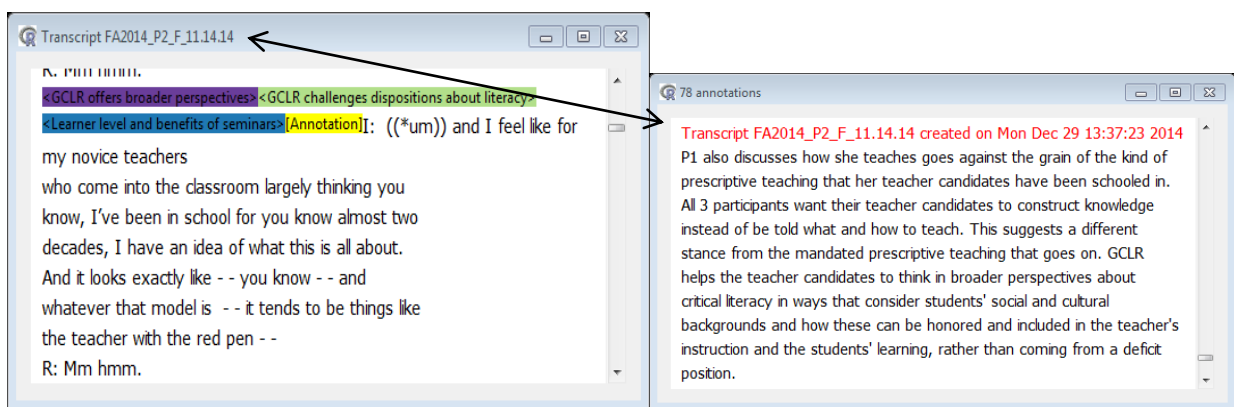 Transcript FA2014_P2_F_11.14.14
R: Mm hmm.
<GCLR offers broader perspectives><GCLR challenges dispositions about literacy>
<Learner level and benefits of seminars>[Annotation]I: ((*um)) and I feel like for
my novice teachers
who come into the classroom largely thinking you
know, I've been in school for you know almost two
decades, I have an idea of what this is all about.
And it looks exactly like - - you know - - and
whatever that model is - - it tends to be things like
the teacher with the red pen - -
R: Mm hmm.
78 annotations
Transcript FA2014_P2_F_11.14.14 created on Mon Dec 29 13:37:23 2014
P1 also discusses how she teaches goes against the grain of the kind of
prescriptive teaching that her teacher candidates have been schooled in.
All 3 participants want their teacher candidates to construct knowledge
instead of be told what and how to teach. This suggests a different
stance from the mandated prescriptive teaching that goes on. GCLR
helps the teacher candidates to think in broader perspectives about
critical literacy in ways that consider students' social and cultural
backgrounds and how these can be honored and included in the teacher's
instruction and the students' learning, rather than coming from a deficit
position.